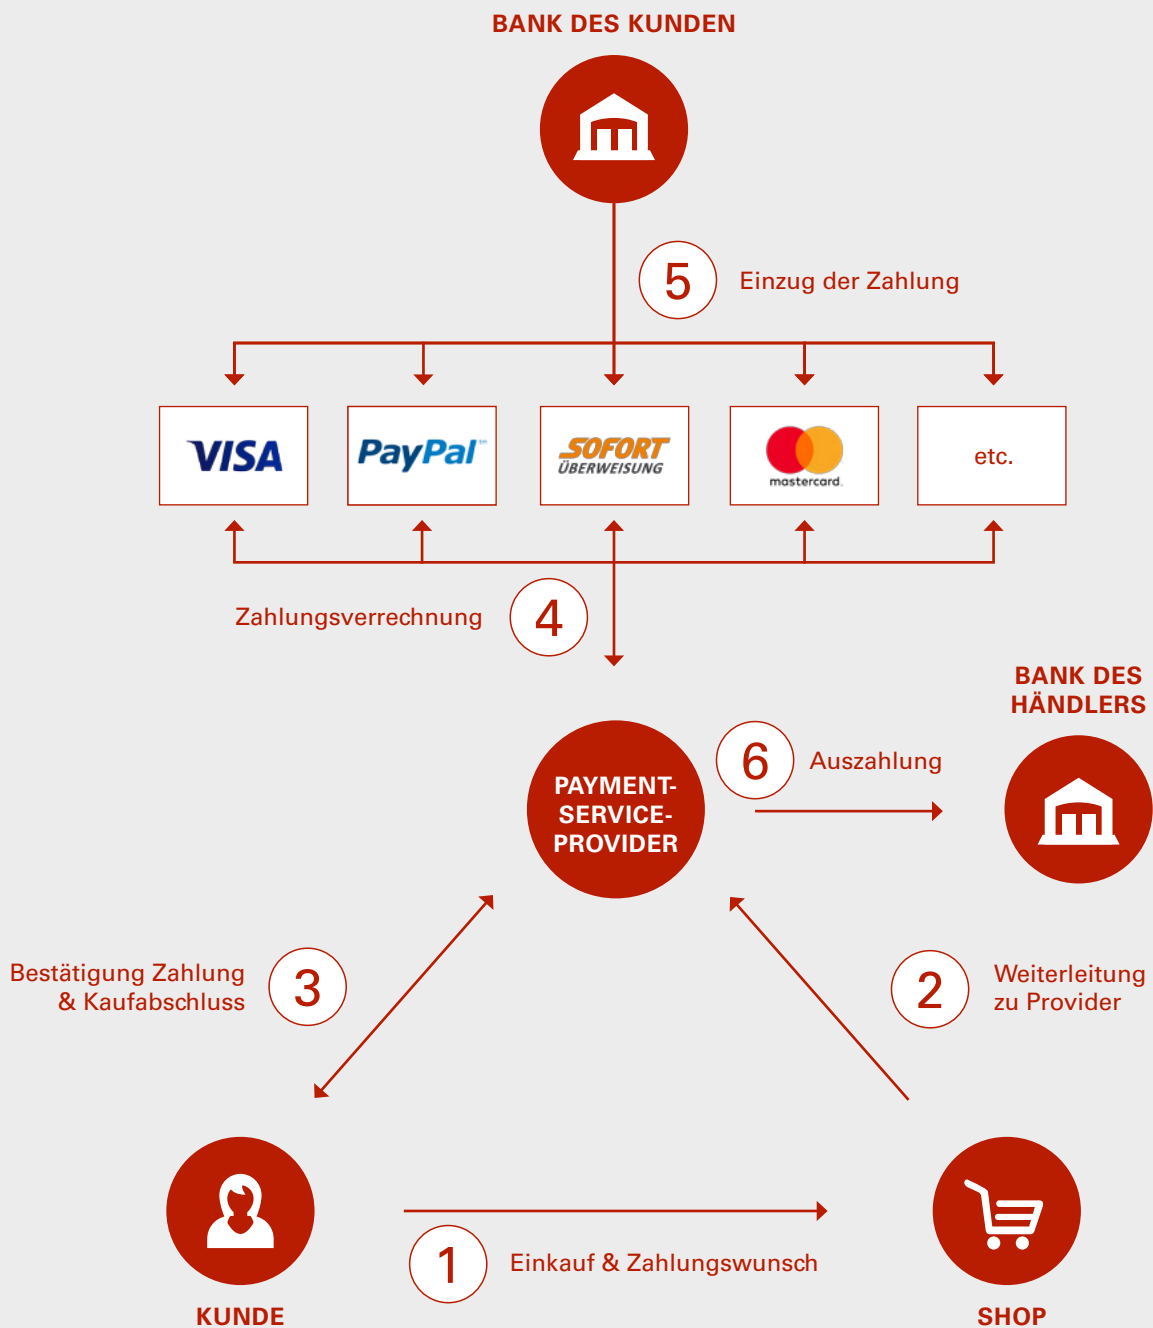 BANK DES KUNDEN
5
Einzug der Zahlung
VISA
PayPal™
SOFORT
ÜBERWEISUNG
mastercard.
etc.
Zahlungsverrechnung
4
BANK DES
HÄNDLERS
6
Auszahlung
PAYMENT-
SERVICE-
PROVIDER
Bestätigung Zahlung
& Kaufabschluss
3
2
Weiterleitung
zu Provider
1
Einkauf & Zahlungswunsch
KUNDE
SHOP